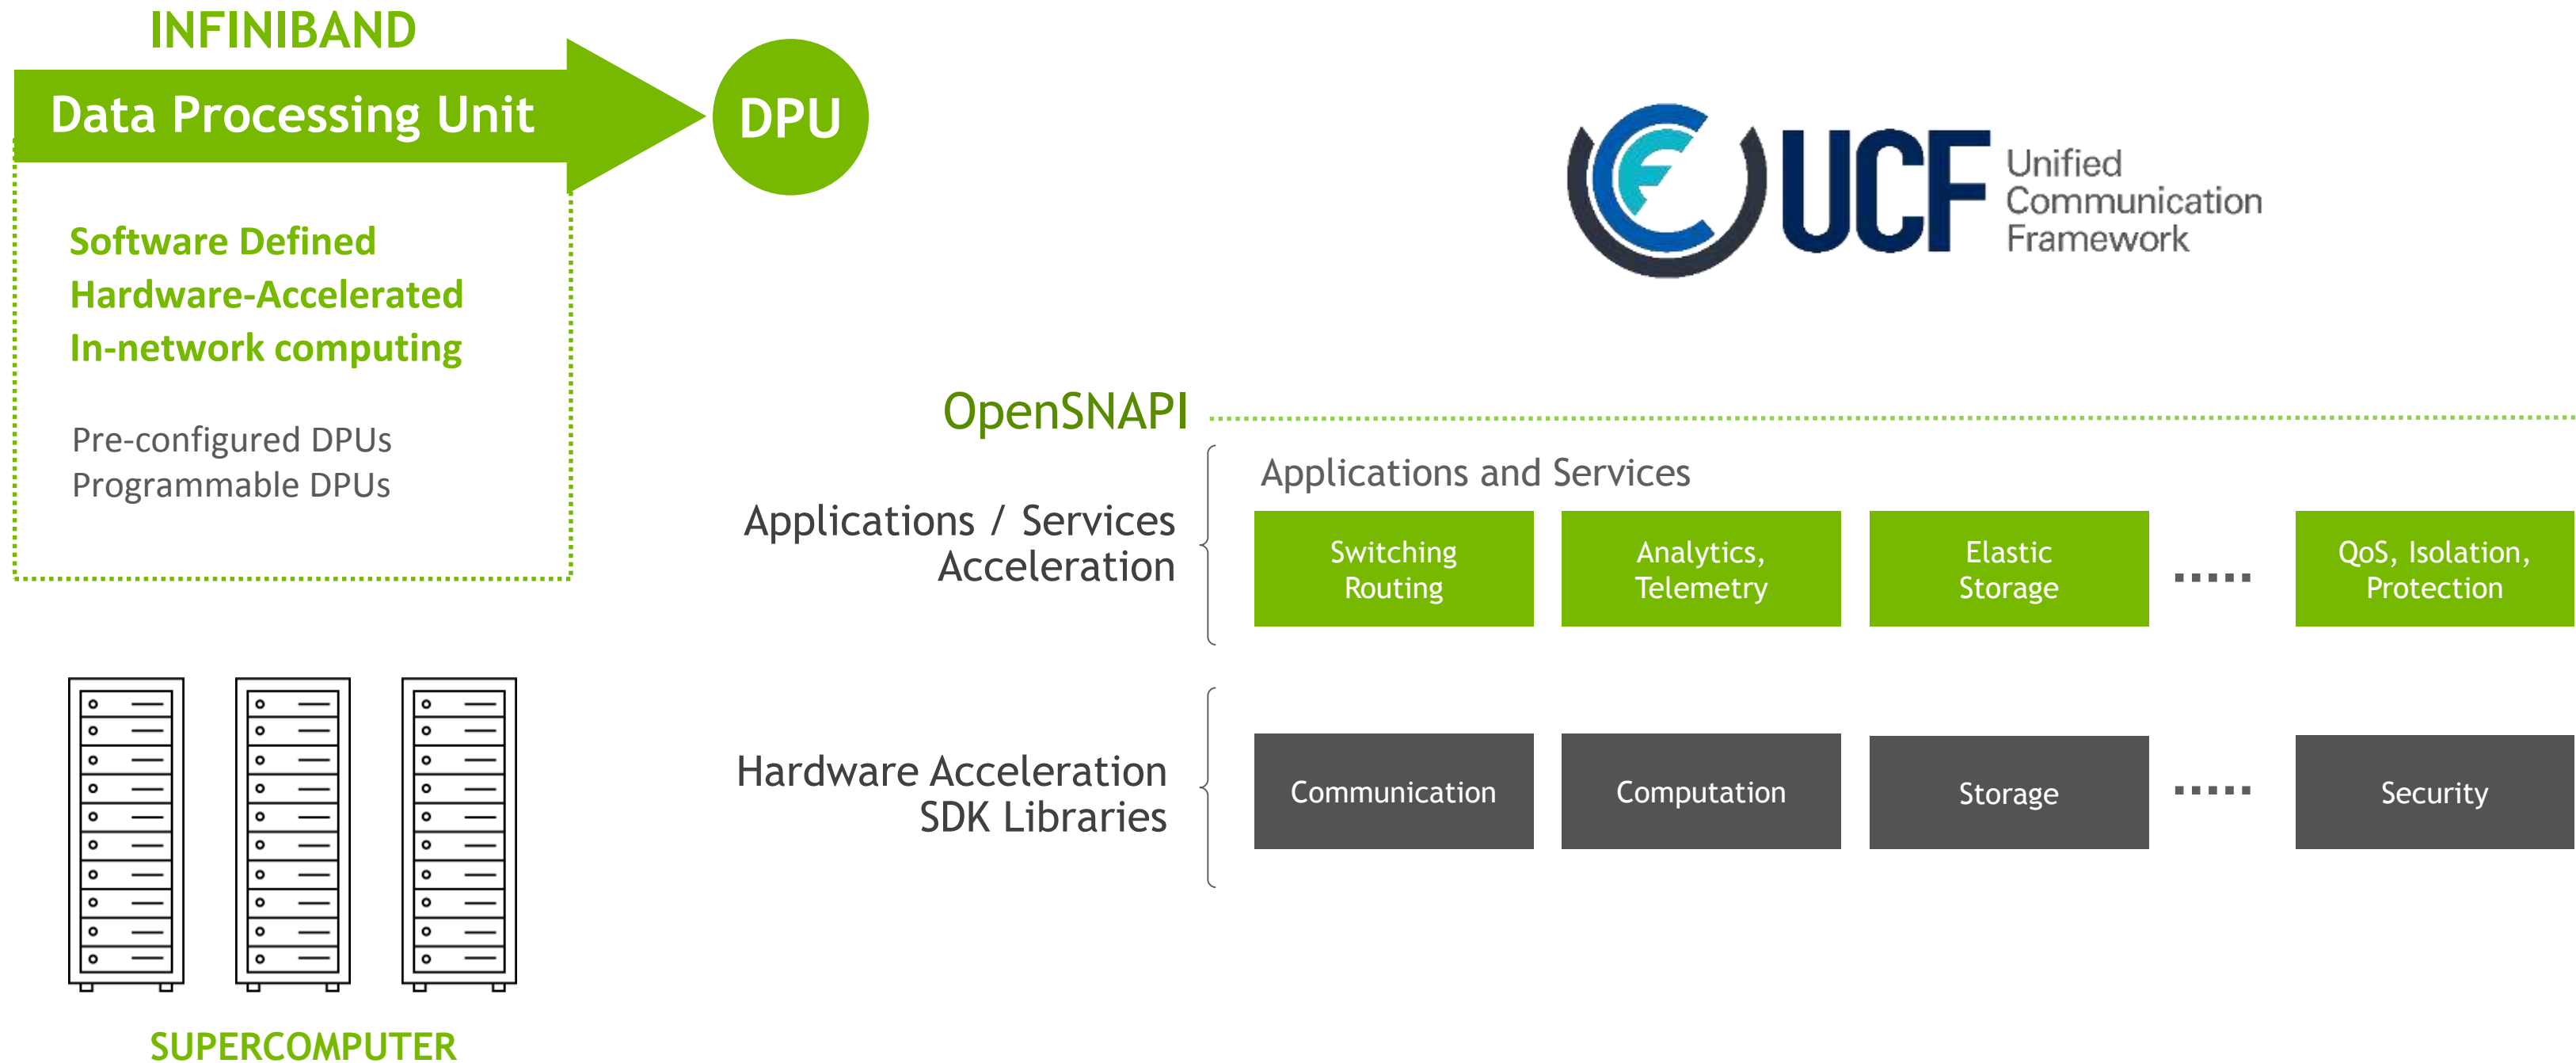 INFINIBAND
Data Processing Unit
DPU
Software Defined
Hardware-Accelerated
In-network computing
Pre-configured DPUs
Programmable DPUs
SUPERCOMPUTER
UCF
Unified
Communication
Framework
OpenSNAPI
Applications / Services
Acceleration
Applications and Services
Switching
Routing
Analytics,
Telemetry
Elastic
Storage
QoS, Isolation,
Protection
Hardware Acceleration
SDK Libraries
Communication
Computation
Storage
Security